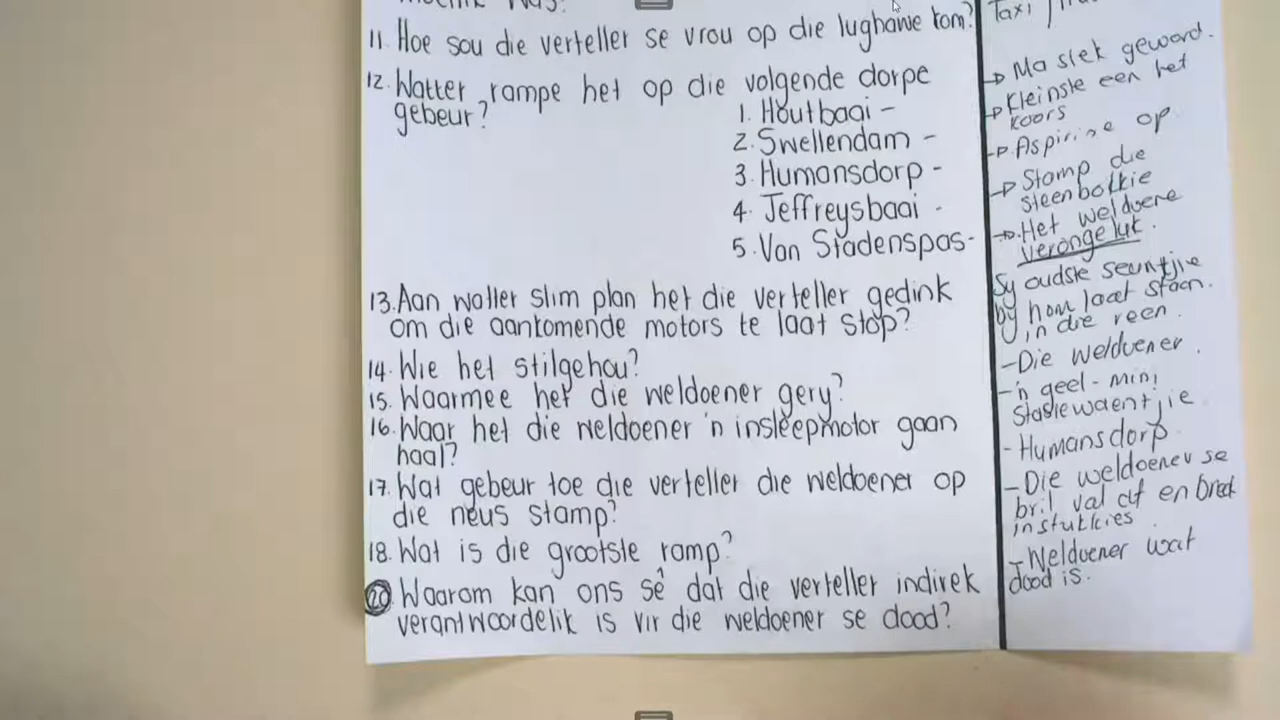 11. Hoe sou die verteller se vrou op die lughawe kom?
12. Watter rampe het op die volgende dorpe
gebeur?
1. Houtbaai -
2. Swellendam -
3. Humansdorp -
4. Jeffreysbaai -
5. Van Stadenspas -
13. Aan watter slim plan het die verteller gedink
om die aankomende motors te laat stop?
14. Wie het stilgehou?
15. Waarmee het die weldoener gery?
16. Waar het die weldoener 'n insleepmotor gaan
haal?
17. Wat gebeur toe die verteller die weldoener op
die neus stamp?
18. Wat is die grootste ramp?
20 Waarom kan ons sê dat die verteller indirek
verantwoordelik is vir die weldoener se dood?
Taxi
→ Ma siek geword.
→ Kleinste een het
koors
→ Aspirine op.
→ Stamp die
steenbokkie
→ Het weldoene
verongeluk.
Sy oudste seuntjie
by hom laat staan.
in die reen.
- Die weldoener.
- 'n geel - mini
stasiewaentjie
- Humansdorp
- Die weldoener se
bril val af en breek
in stukkies
- Weldoener wat
dood is.